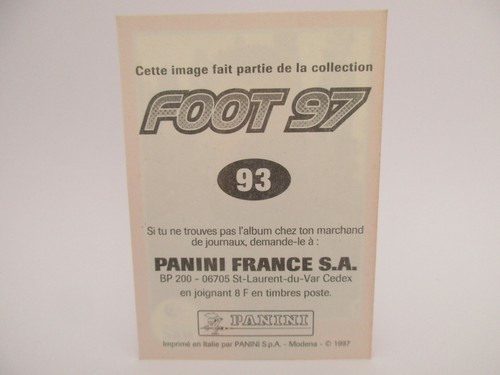 Cette image fait partie de la collection
FOOT 97
93
Si tu ne trouves pas l'album chez ton marchand
de journaux, demande-le à :
PANINI FRANCE S.A.
BP 200 - 06705 St-Laurent-du-Var Cedex
en joignant 8 F en timbres poste.
PANINI
Imprimé en Italie par PANINI S.p.A. - Modena - © 1997